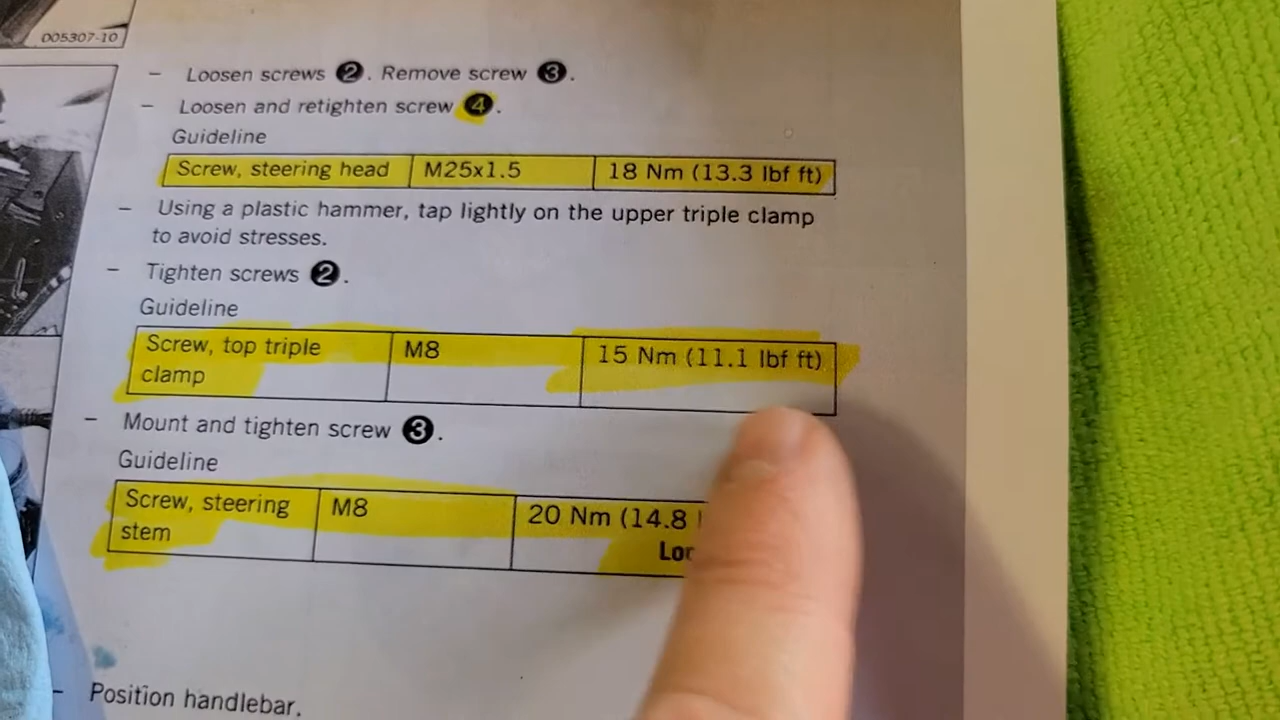 005307-10
– Loosen screws ❷. Remove screw ❸.
– Loosen and retighten screw ❹.
Guideline
Screw, steering head M25x1.5 18 Nm (13.3 lbf ft)
– Using a plastic hammer, tap lightly on the upper triple clamp
to avoid stresses.
– Tighten screws ❷.
Guideline
Screw, top triple M8 15 Nm (11.1 lbf ft)
clamp
– Mount and tighten screw ❸.
Guideline
Screw, steering M8 20 Nm (14.8
stem
– Position handlebar.